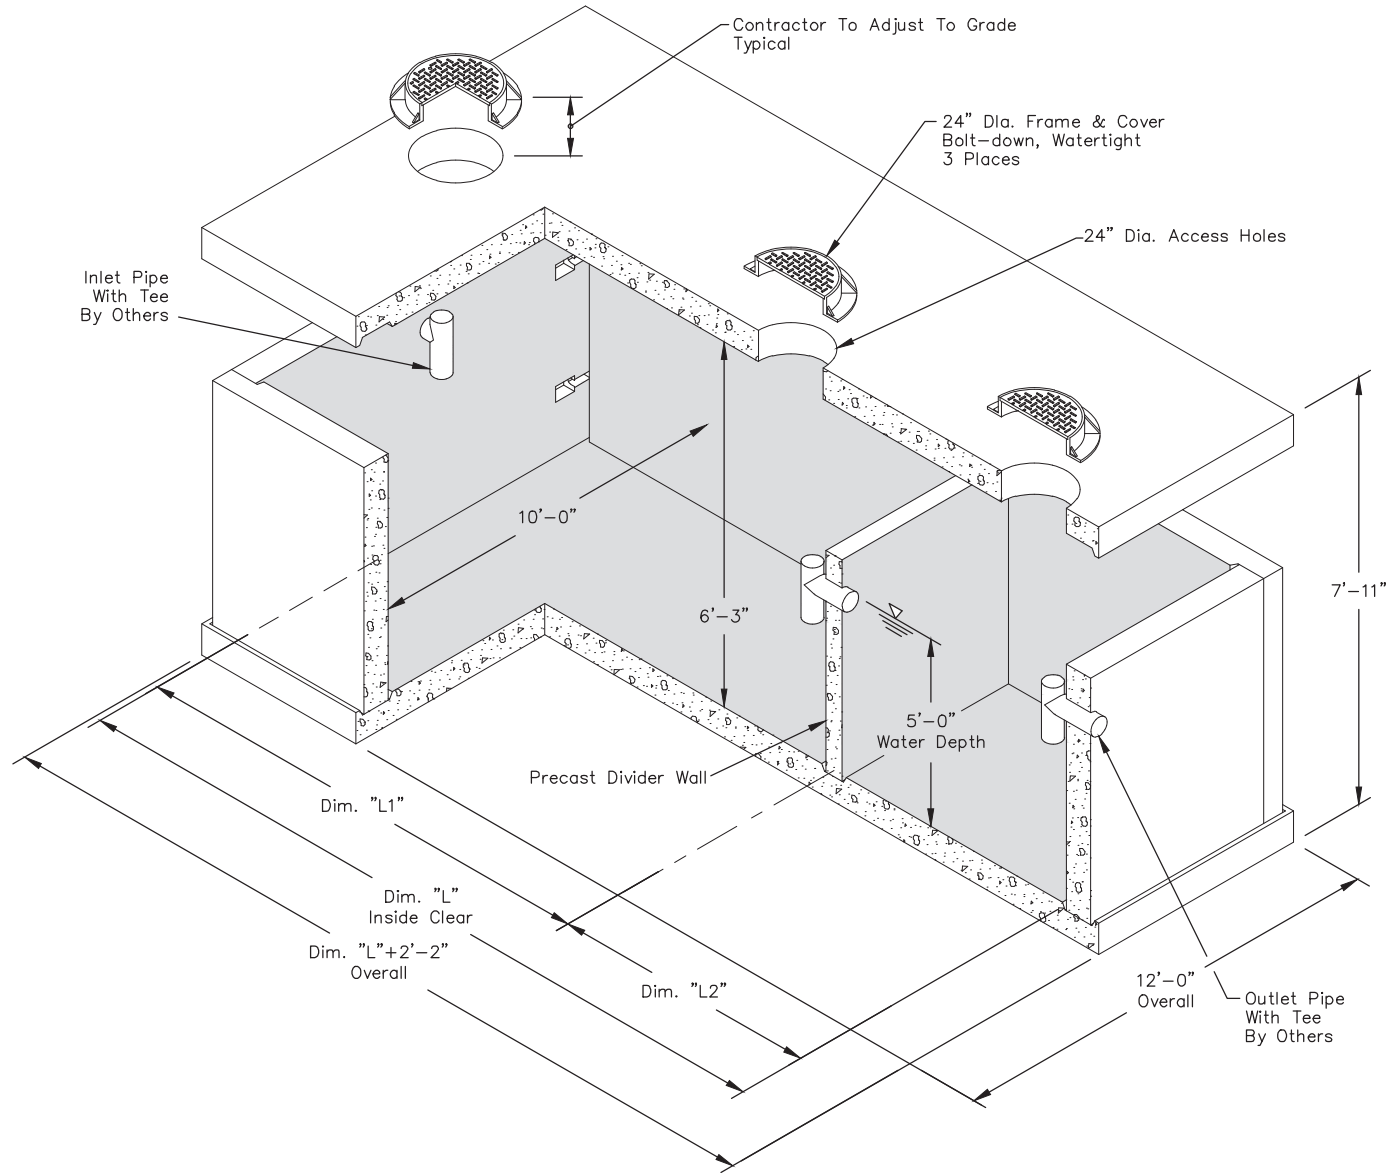 Contractor To Adjust To Grade
Typical
24" DIa. Frame & Cover
Bolt-down, Watertight
3 Places
24" Dia. Access Holes
Inlet Pipe
With Tee
By Others
10'-0"
6'-3"
7'-11"
5'-0"
Water Depth
Precast Divider Wall
Dim. "L1"
Dim. "L"
Inside Clear
Dim. "L"+2'-2"
Overall
Dim. "L2"
12'-0"
Overall
Outlet Pipe
With Tee
By Others